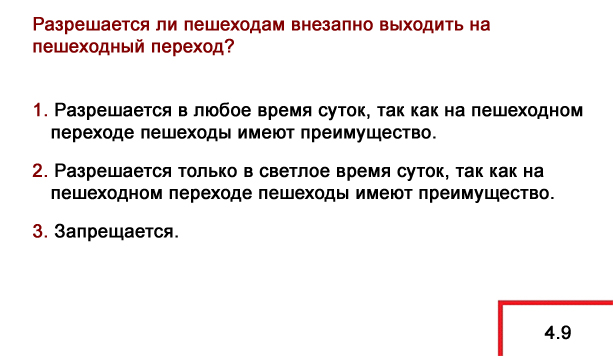 Разрешается ли пешеходам внезапно выходить на
пешеходный переход?
1. Разрешается в любое время суток, так как на пешеходном
переходе пешеходы имеют преимущество.
2. Разрешается только в светлое время суток, так как на
пешеходном переходе пешеходы имеют преимущество.
3. Запрещается.
4.9